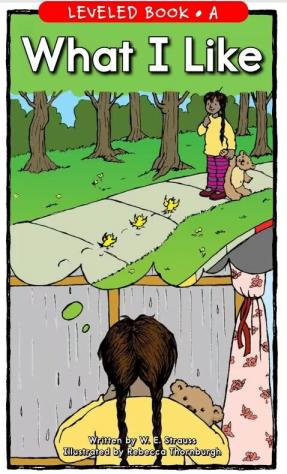 LEVELED BOOK • A
What I Like
Written by W. E. Strauss
Illustrated by Rebecca Thornburgh